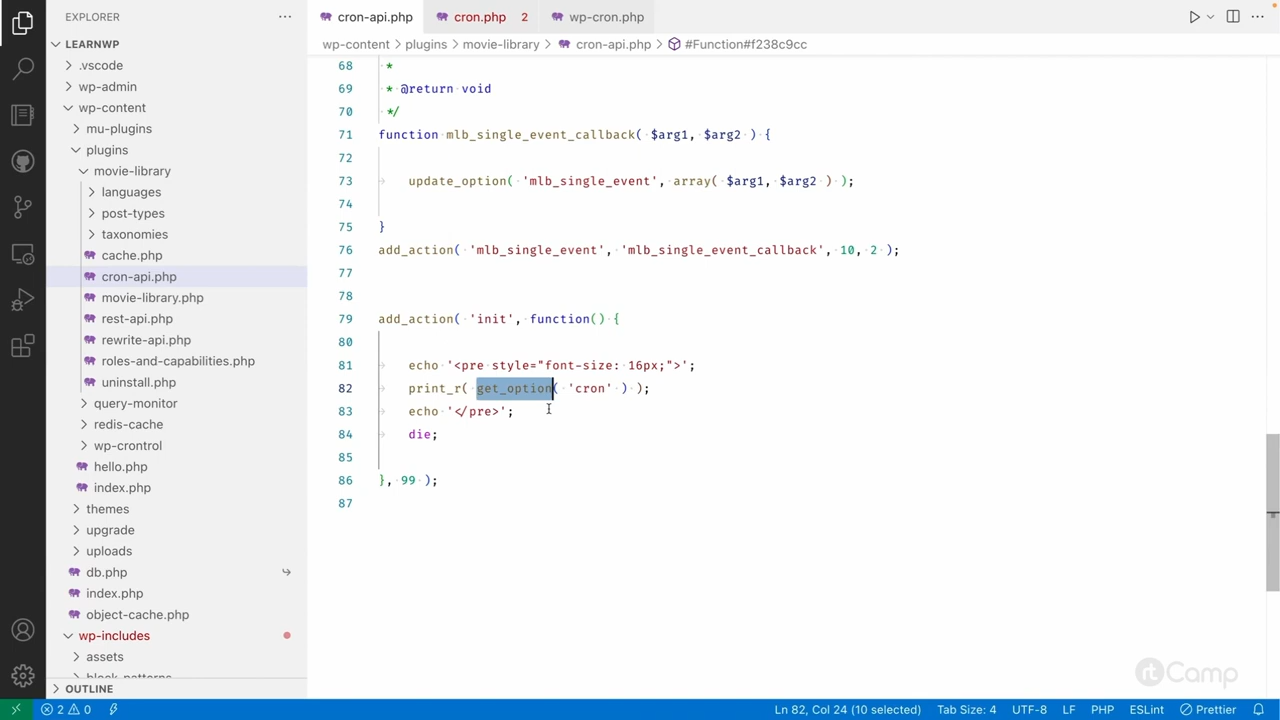 EXPLORER
cron-api.php
cron.php 2
wp-cron.php
LEARNWP
wp-content > plugins > movie-library > cron-api.php > #Function#f238c9cc
.vscode
wp-admin
wp-content
mu-plugins
plugins
movie-library
languages
post-types
taxonomies
cache.php
cron-api.php
movie-library.php
rest-api.php
rewrite-api.php
roles-and-capabilities.php
uninstall.php
query-monitor
redis-cache
wp-crontrol
hello.php
index.php
themes
upgrade
uploads
db.php
index.php
object-cache.php
wp-includes
assets
block_patterns
OUTLINE
68 *
69 * @return void
70 */
71 function mlb_single_event_callback( $arg1, $arg2 ) {
72
73 update_option( 'mlb_single_event', array( $arg1, $arg2 ) );
74
75 }
76 add_action( 'mlb_single_event', 'mlb_single_event_callback', 10, 2 );
77
78
79 add_action( 'init', function() {
80
81 echo '<pre style="font-size: 16px;">';
82 print_r( get_option( 'cron' ) );
83 echo '</pre>';
84 die;
85
86 }, 99 );
87
rtCamp
2 0
Ln 82, Col 24 (10 selected)
Tab Size: 4
UTF-8
LF
PHP
ESLint
Prettier